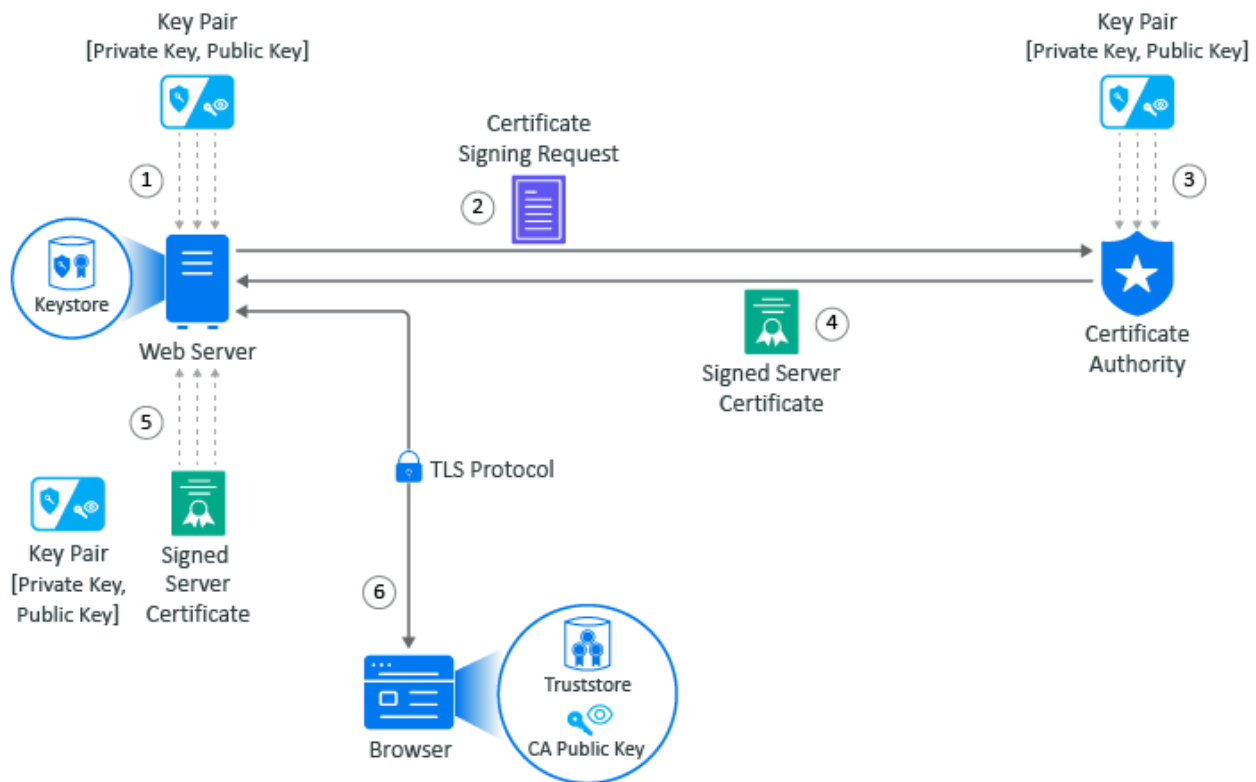 Key Pair
[Private Key, Public Key]
Key Pair
[Private Key, Public Key]
Certificate
Signing Request
1
2
3
Keystore
Web Server
Certificate
Authority
4
Signed Server
Certificate
5
TLS Protocol
Key Pair
[Private Key,
Public Key]
Signed
Server
Certificate
6
Truststore
CA Public Key
Browser